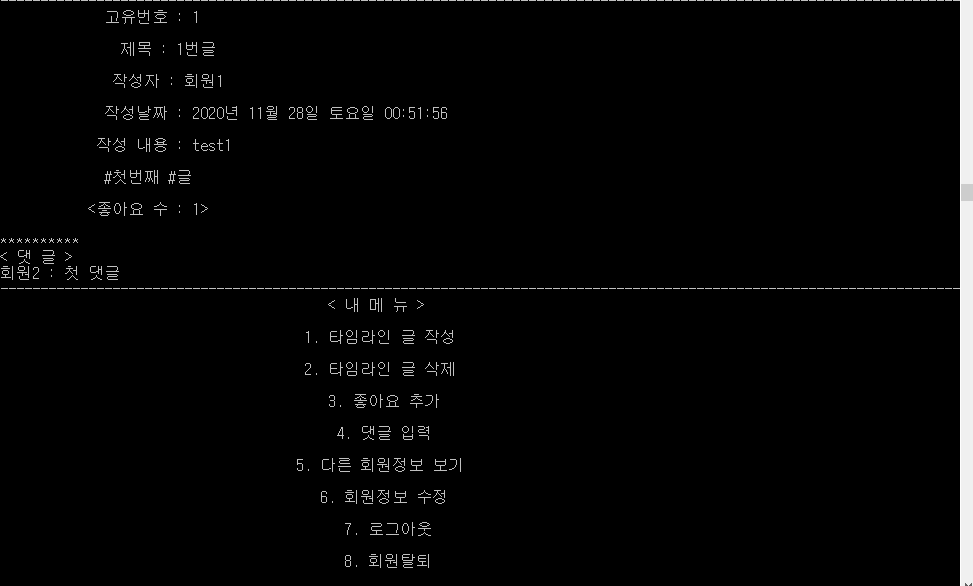 고유번호 : 1
제목 : 1번글
작성자 : 회원1
작성날짜 : 2020년 11월 28일 토요일 00:51:56
작성 내용 : test1
#첫번째 #글
<좋아요 수 : 1>
**********
< 댓 글 >
회원2 : 첫 댓글
< 내 메 뉴 >
1. 타임라인 글 작성
2. 타임라인 글 삭제
3. 좋아요 추가
4. 댓글 입력
5. 다른 회원정보 보기
6. 회원정보 수정
7. 로그아웃
8. 회원탈퇴